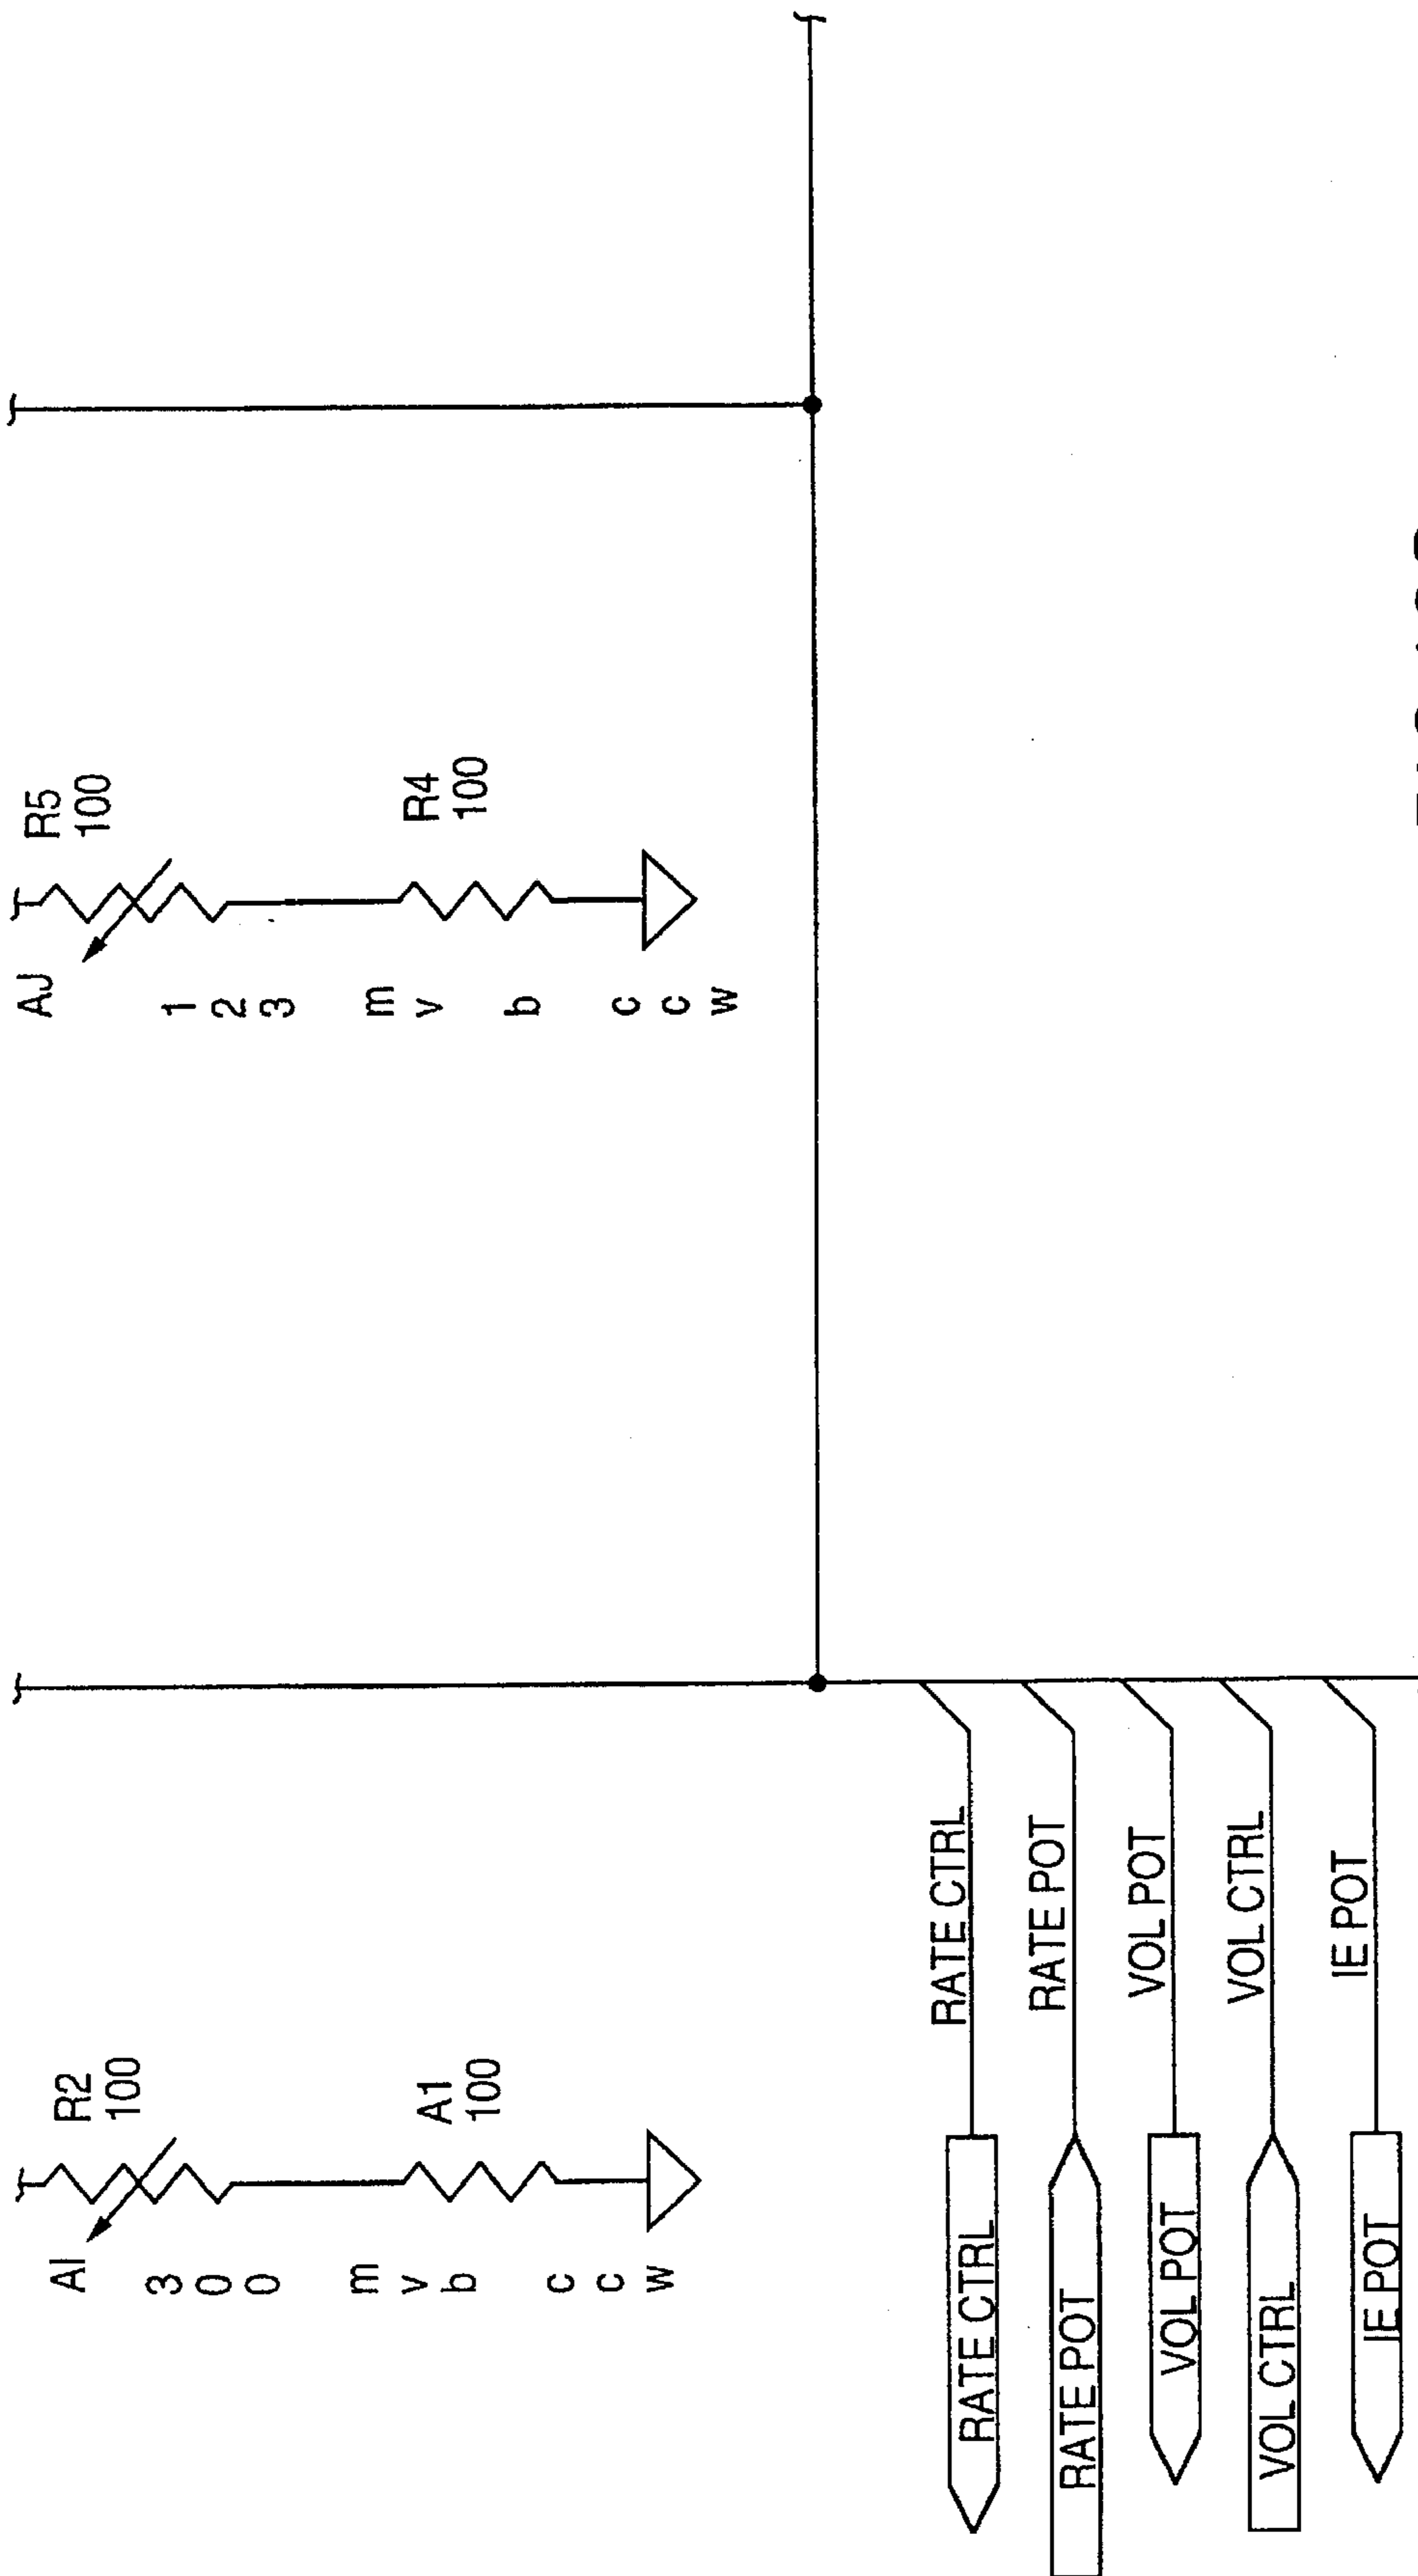 AJ
R5
100
1
2
3
m
v
b
c
c
w
R4
100
AI
R2
100
3
0
0
m
v
b
c
c
w
A1
100
RATE CTRL
RATE CTRL
RATE POT
RATE POT
VOL POT
VOL POT
VOL CTRL
VOL CTRL
IE POT
IE POT